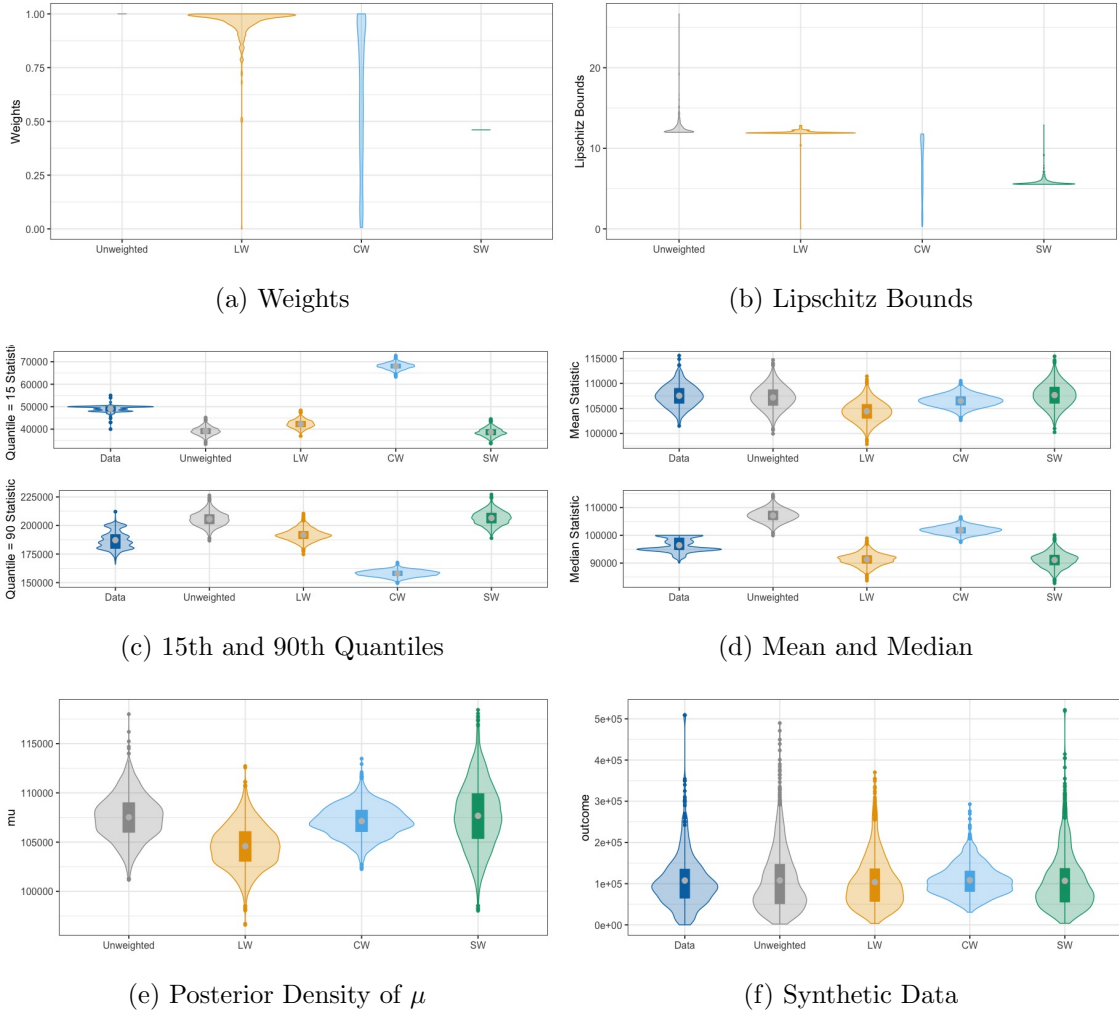 Weights
1.00
0.75
0.50
0.25
0.00
Unweighted LW CW SW
(a) Weights
Lipschitz Bounds
20
10
0
Unweighted LW CW SW
(b) Lipschitz Bounds
Quantile = 15 Statistic
70000
60000
50000
40000
Data Unweighted LW CW SW
Quantile = 90 Statistic
225000
200000
175000
150000
Data Unweighted LW CW SW
(c) 15th and 90th Quantiles
Mean Statistic
115000
110000
105000
100000
Data Unweighted LW CW SW
Median Statistic
110000
100000
90000
Data Unweighted LW CW SW
(d) Mean and Median
mu
115000
110000
105000
100000
Unweighted LW CW SW
(e) Posterior Density of μ
outcome
5e+05
4e+05
3e+05
2e+05
1e+05
0e+00
Data Unweighted LW CW SW
(f) Synthetic Data